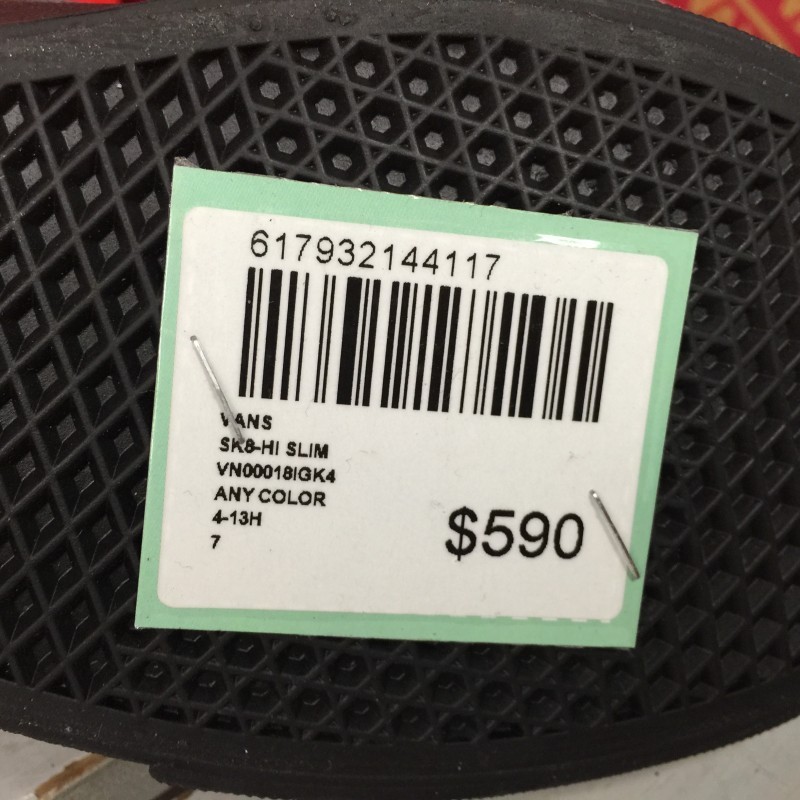 617932144117
VANS
SK8-HI SLIM
VN00018IGK4
ANY COLOR
4-13H
7
$590